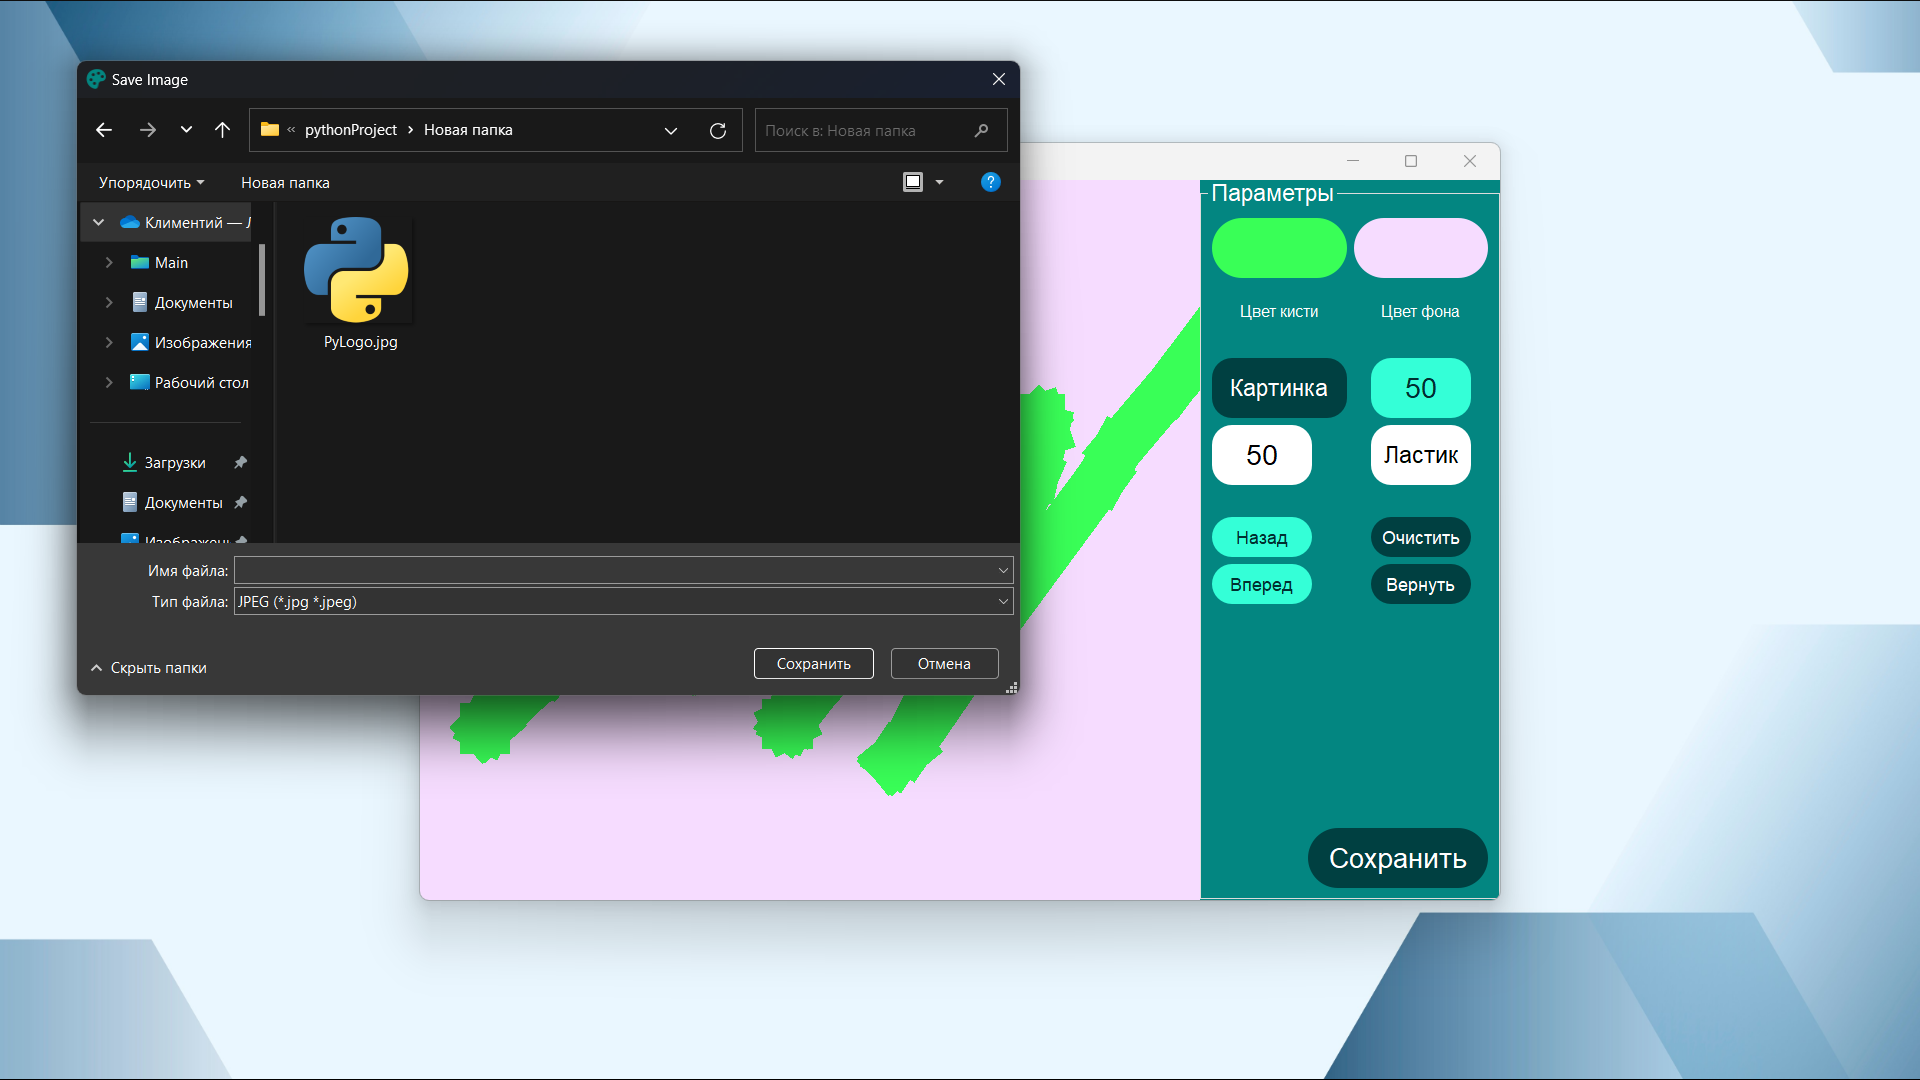 Save Image
« pythonProject > Новая папка
Поиск в: Новая папка
Упорядочить
Новая папка
?
Климентий —
Main
Документы
Изображения
Рабочий стол
Загрузки
Документы
PyLogo.jpg
Имя файла:
Тип файла: JPEG (*.jpg *.jpeg)
Скрыть папки
Сохранить
Отмена
Параметры
Цвет кисти
Цвет фона
Картинка
50
50
Ластик
Назад
Очистить
Вперед
Вернуть
Сохранить